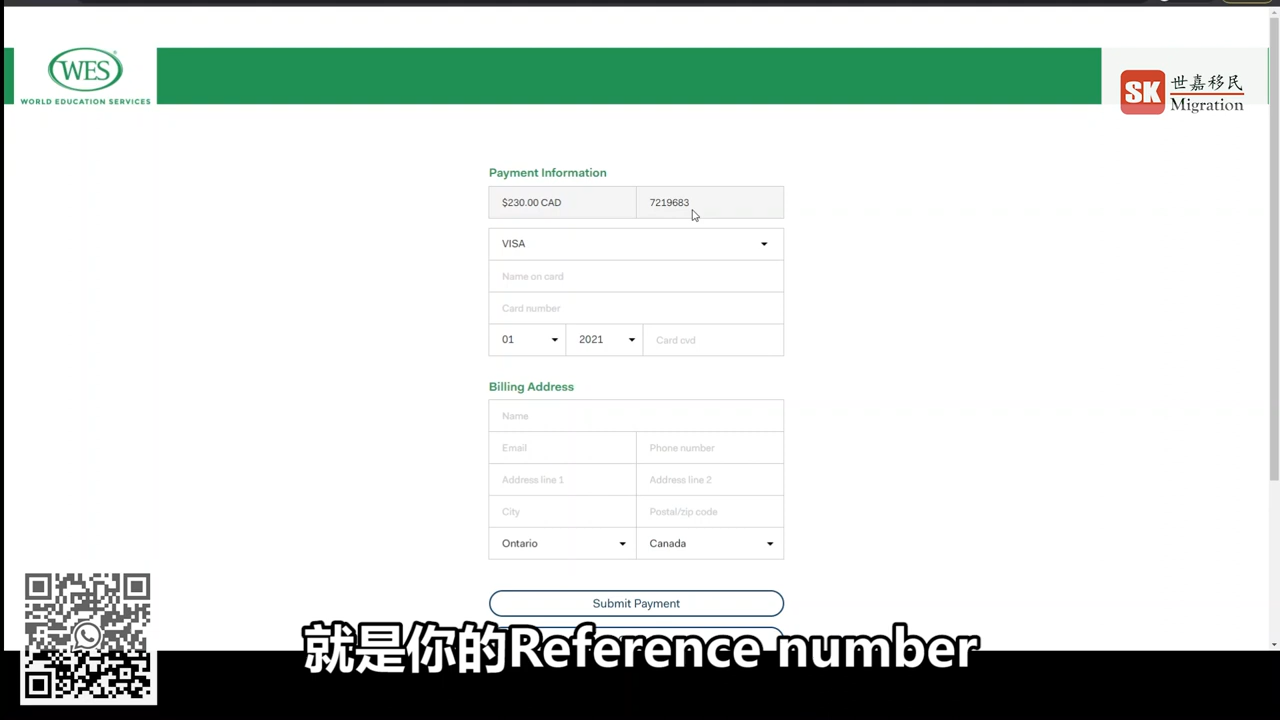 WES
WORLD EDUCATION SERVICES
SK 世嘉移民
Migration
Payment Information
$230.00 CAD 7219683
VISA
Name on card
Card number
01 2021 Card cvd
Billing Address
Name
Email Phone number
Address line 1 Address line 2
City Postal/zip code
Ontario Canada
Submit Payment
就是你的Reference number